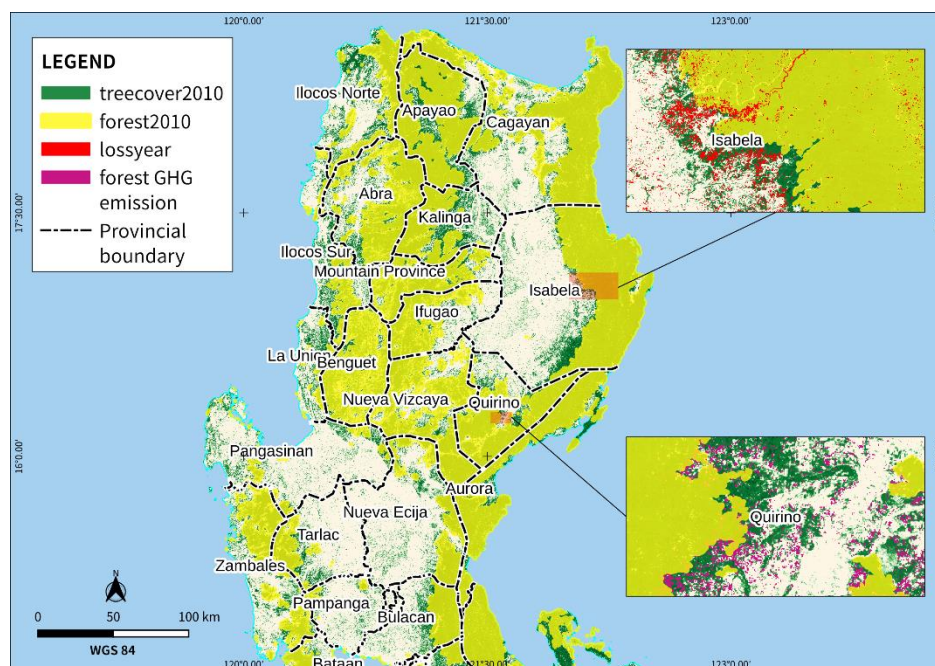 120°0.00'
121°30.00'
123°0.00'
LEGEND
treecover2010
forest2010
lossyear
forest GHG
emission
Provincial
boundary
17°30.00'
16°0.00'
Ilocos Norte
Apayao
Cagayan
Abra
Kalinga
Ilocos Sur
Mountain Province
Isabela
Ifugao
La Union
Benguet
Nueva Vizcaya
Quirino
Pangasinan
Aurora
Nueva Ecija
Tarlac
Zambales
Pampanga
Bulacan
Bataan
Isabela
Quirino
0 50 100 km
WGS 84
120°0.00'
121°30.00'
123°0.00'